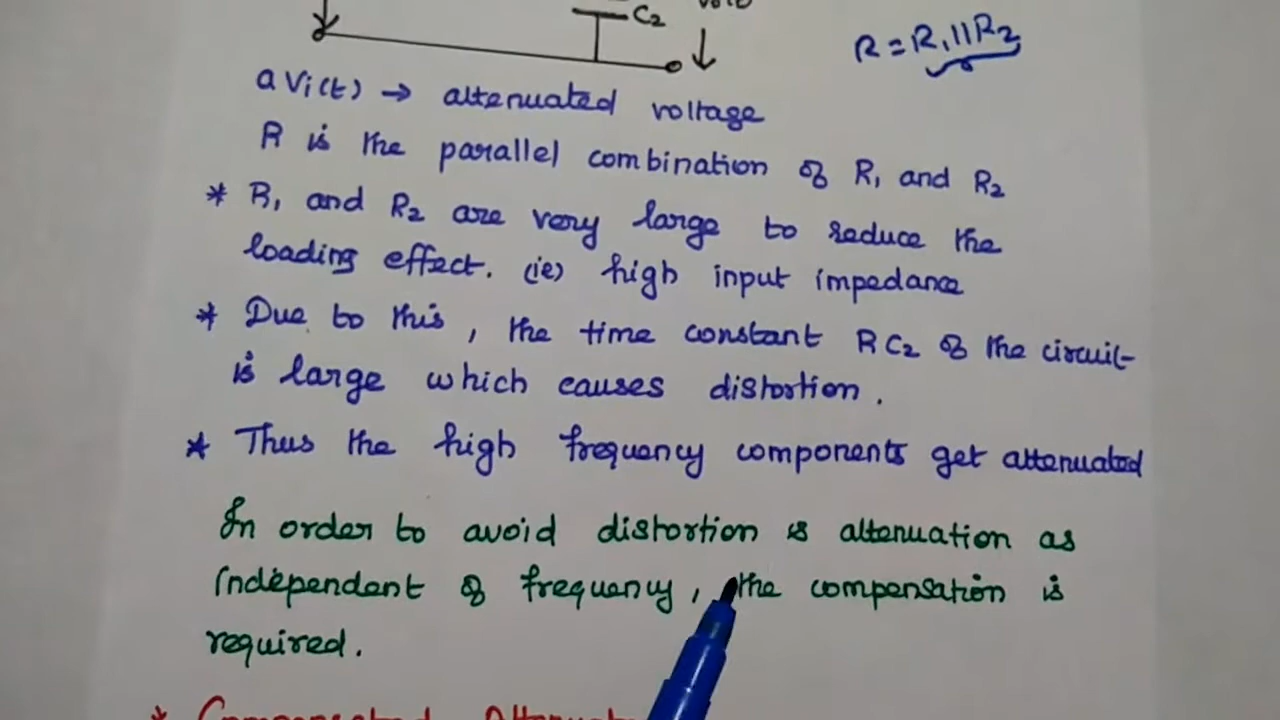 C2
R = R1 || R2
a Vi(t) → attenuated voltage
R is the parallel combination of R1 and R2
* R1 and R2 are very large to reduce the
loading effect. (ie) high input impedance
* Due to this, the time constant RC2 of the circuit
is large which causes distortion.
* Thus the high frequency components get attenuated
In order to avoid distortion is attenuation as
independent of frequency, the compensation is
required.
* Compensated